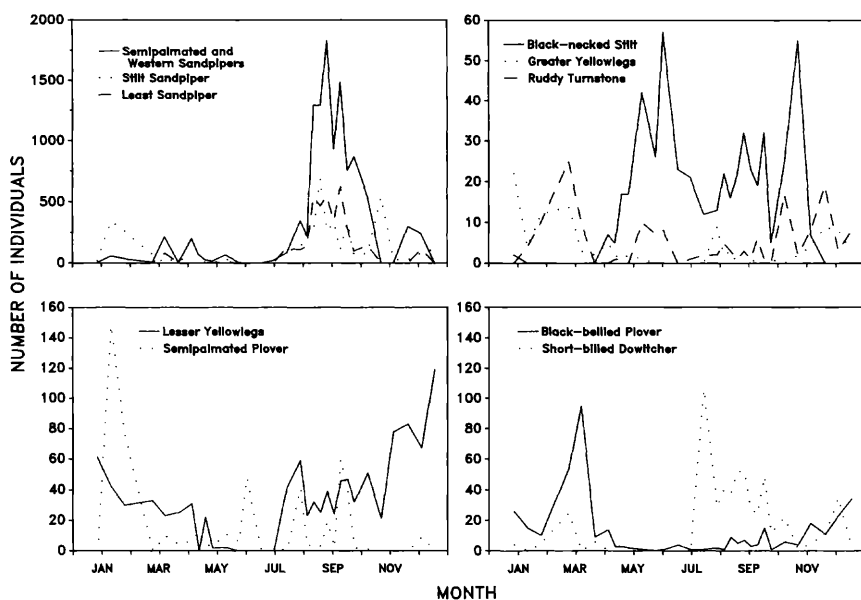 NUMBER OF INDIVIDUALS
2000
1500
1000
500
0
Semipalmated and
Western Sandpipers
Stilt Sandpiper
Least Sandpiper
60
50
40
30
20
10
0
Black-necked Stilt
Greater Yellowlegs
Ruddy Turnstone
160
140
120
100
80
60
40
20
0
Lesser Yellowlegs
Semipalmated Plover
JAN MAR MAY JUL SEP NOV
160
140
120
100
80
60
40
20
0
Black-bellied Plover
Short-billed Dowitcher
JAN MAR MAY JUL SEP NOV
MONTH